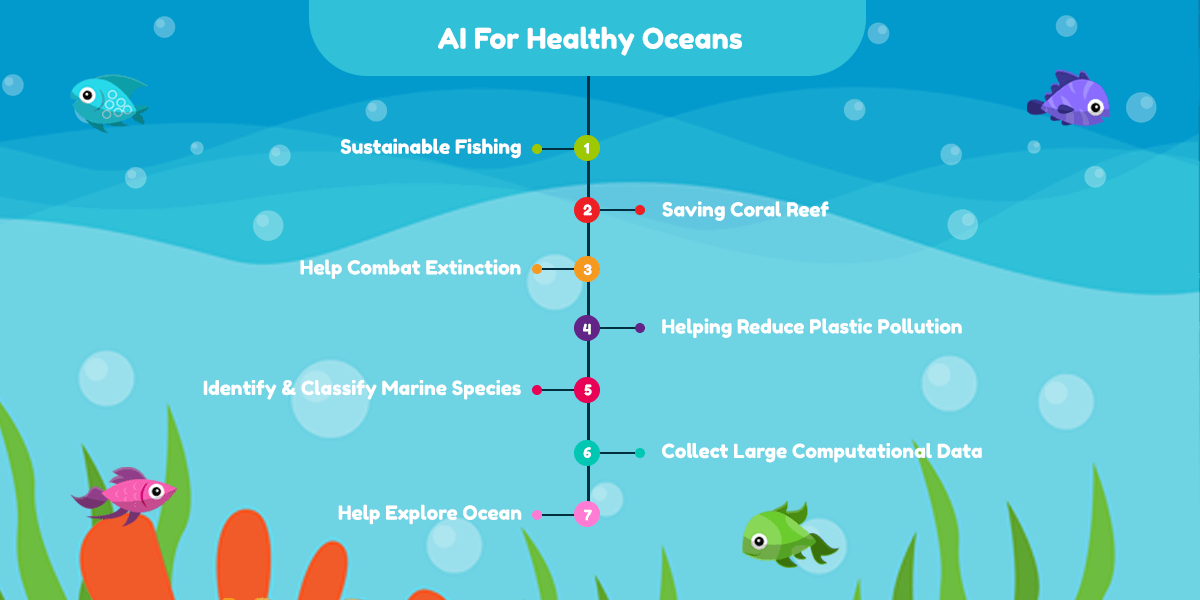 AI For Healthy Oceans
Sustainable Fishing 1
2 Saving Coral Reef
Help Combat Extinction 3
4 Helping Reduce Plastic Pollution
Identify & Classify Marine Species 5
6 Collect Large Computational Data
Help Explore Ocean 7